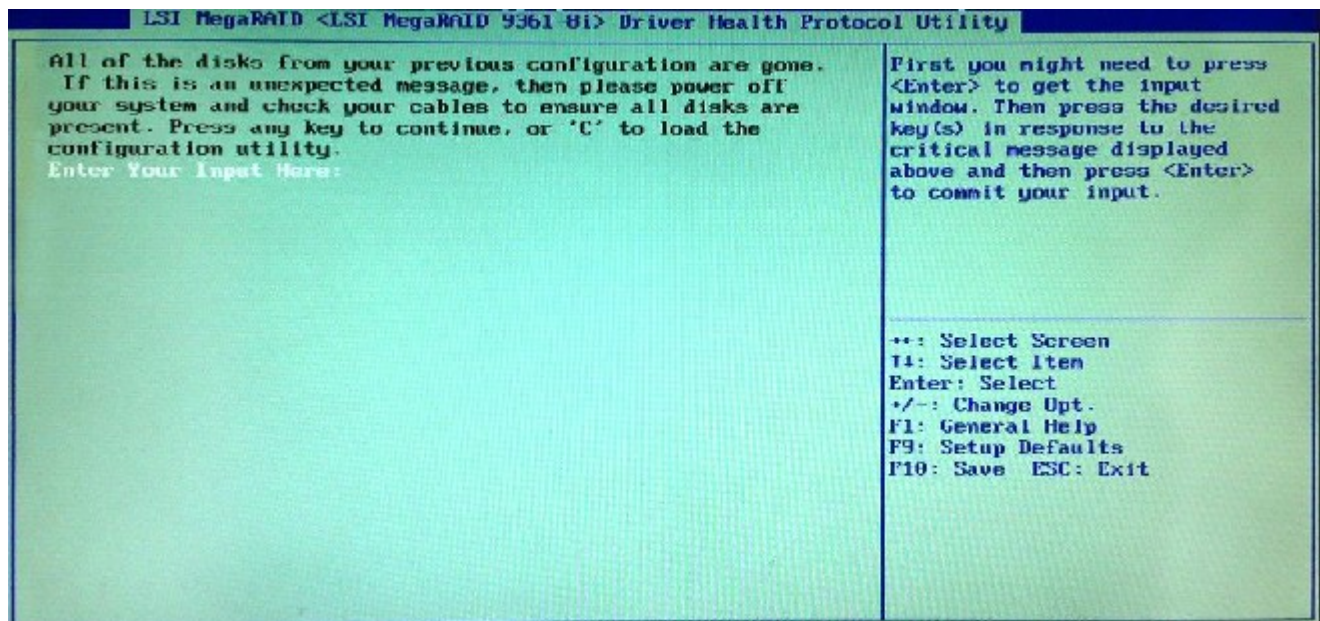 LSI MegaRAID <LSI MegaRAID 9361-8i> Driver Health Protocol Utility
All of the disks from your previous configuration are gone.
If this is an unexpected message, then please power off
your system and check your cables to ensure all disks are
present. Press any key to continue, or 'C' to load the
configuration utility.
Enter Your Input Here:
First you might need to press
<Enter> to get the input
window. Then press the desired
key(s) in response to the
critical message displayed
above and then press <Enter>
to commit your input.
↔: Select Screen
↑↓: Select Item
Enter: Select
+/-: Change Opt.
F1: General Help
F9: Setup Defaults
F10: Save ESC: Exit